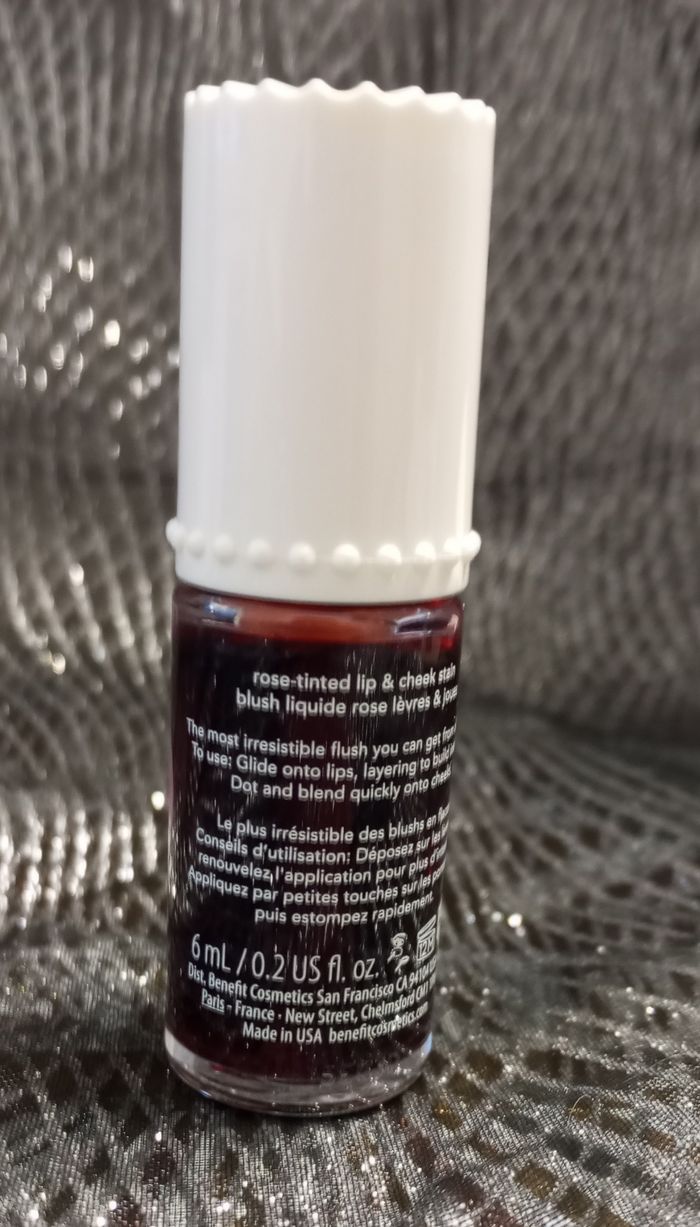 rose-tinted lip & cheek stain
blush liquide rose lèvres & joues
The most irresistible flush you can get from
To use: Glide onto lips, layering to build
Dot and blend quickly onto cheeks
Le plus irrésistible des blushs en
Conseils d'utilisation: Déposez sur les
renouvelez l'application pour plus
Appliquez par petites touches sur les
puis estompez rapidement.
6 mL / 0.2 US fl. oz.
12M
Dist. Benefit Cosmetics San Francisco CA 94104
Paris - France · New Street, Chelmsford CM1
Made in USA benefitcosmetics.com